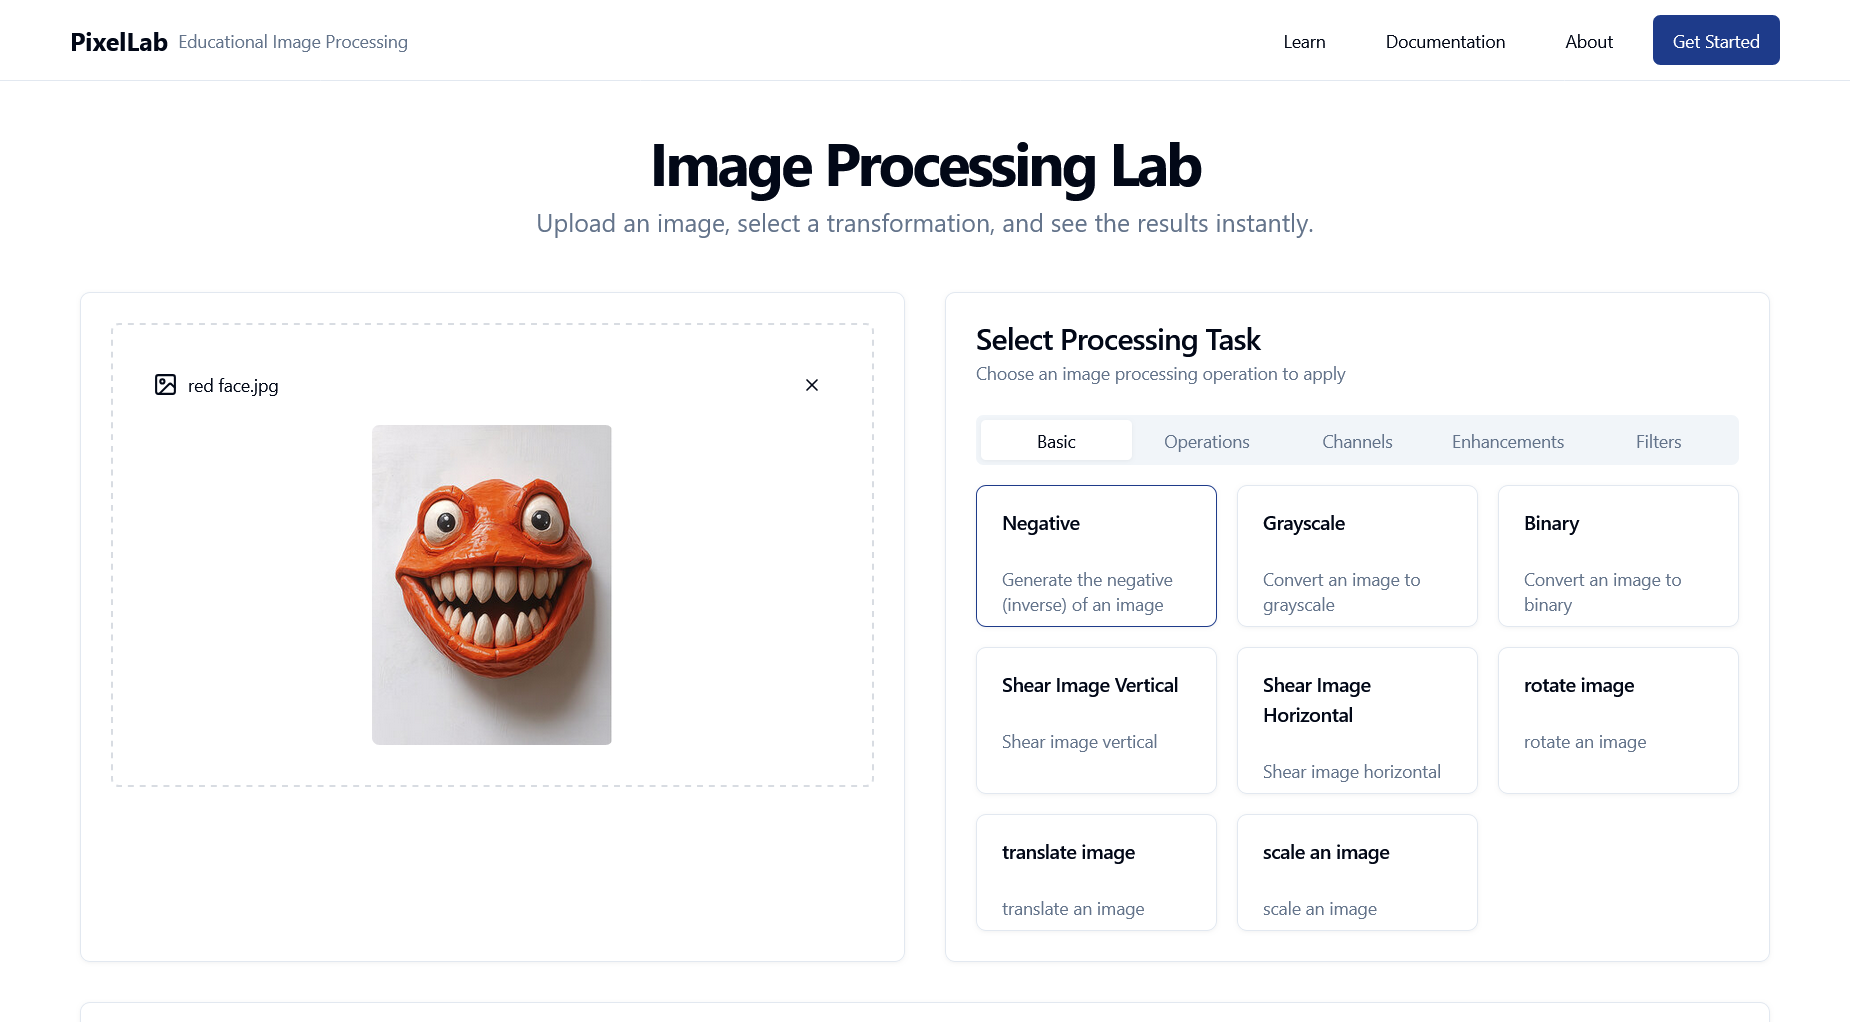 PixelLab Educational Image Processing
Learn Documentation About Get Started
Image Processing Lab
Upload an image, select a transformation, and see the results instantly.
red face.jpg
Select Processing Task
Choose an image processing operation to apply
Basic Operations Channels Enhancements Filters
Negative
Generate the negative
(inverse) of an image
Grayscale
Convert an image to
grayscale
Binary
Convert an image to
binary
Shear Image Vertical
Shear image vertical
Shear Image
Horizontal
Shear image horizontal
rotate image
rotate an image
translate image
translate an image
scale an image
scale an image